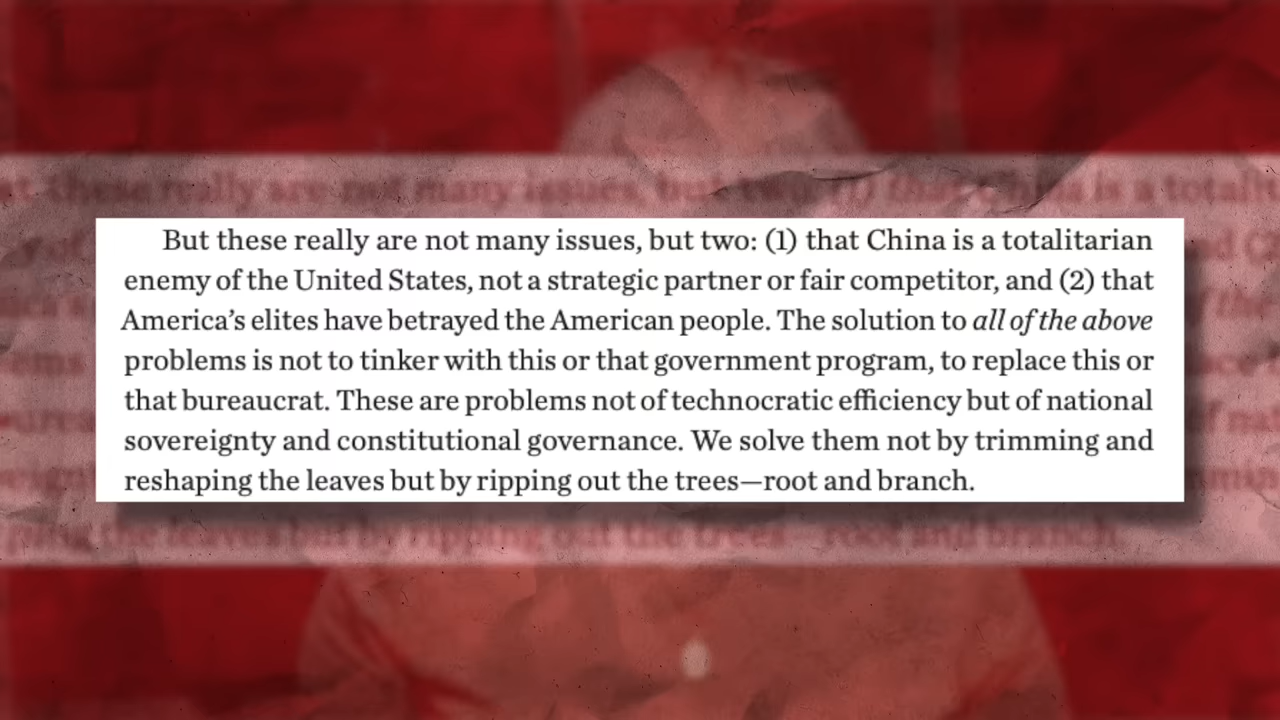 But these really are not many issues, but two: (1) that China is a totalitarian
enemy of the United States, not a strategic partner or fair competitor, and (2) that
America’s elites have betrayed the American people. The solution to all of the above
problems is not to tinker with this or that government program, to replace this or
that bureaucrat. These are problems not of technocratic efficiency but of national
sovereignty and constitutional governance. We solve them not by trimming and
reshaping the leaves but by ripping out the trees—root and branch.